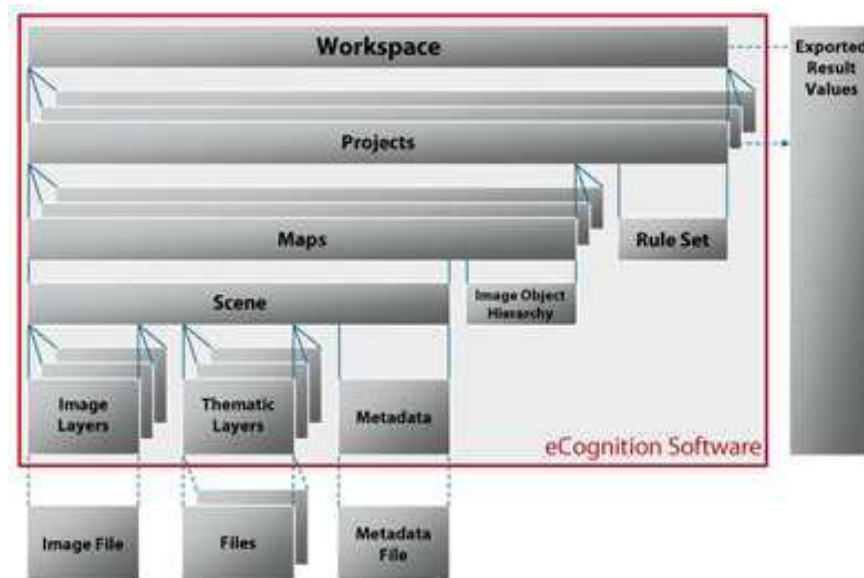 Workspace
Exported
Result
Values
Projects
Maps
Rule Set
Scene
Image Object
Hierarchy
Image
Layers
Thematic
Layers
Metadata
eCognition Software
Image File
Files
Metadata
File